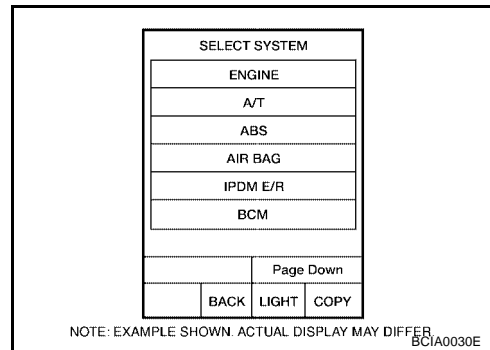 SELECT SYSTEM
ENGINE
A/T
ABS
AIR BAG
IPDM E/R
BCM
Page Down
BACK LIGHT COPY
NOTE: EXAMPLE SHOWN. ACTUAL DISPLAY MAY DIFFER.
BCIA0030E